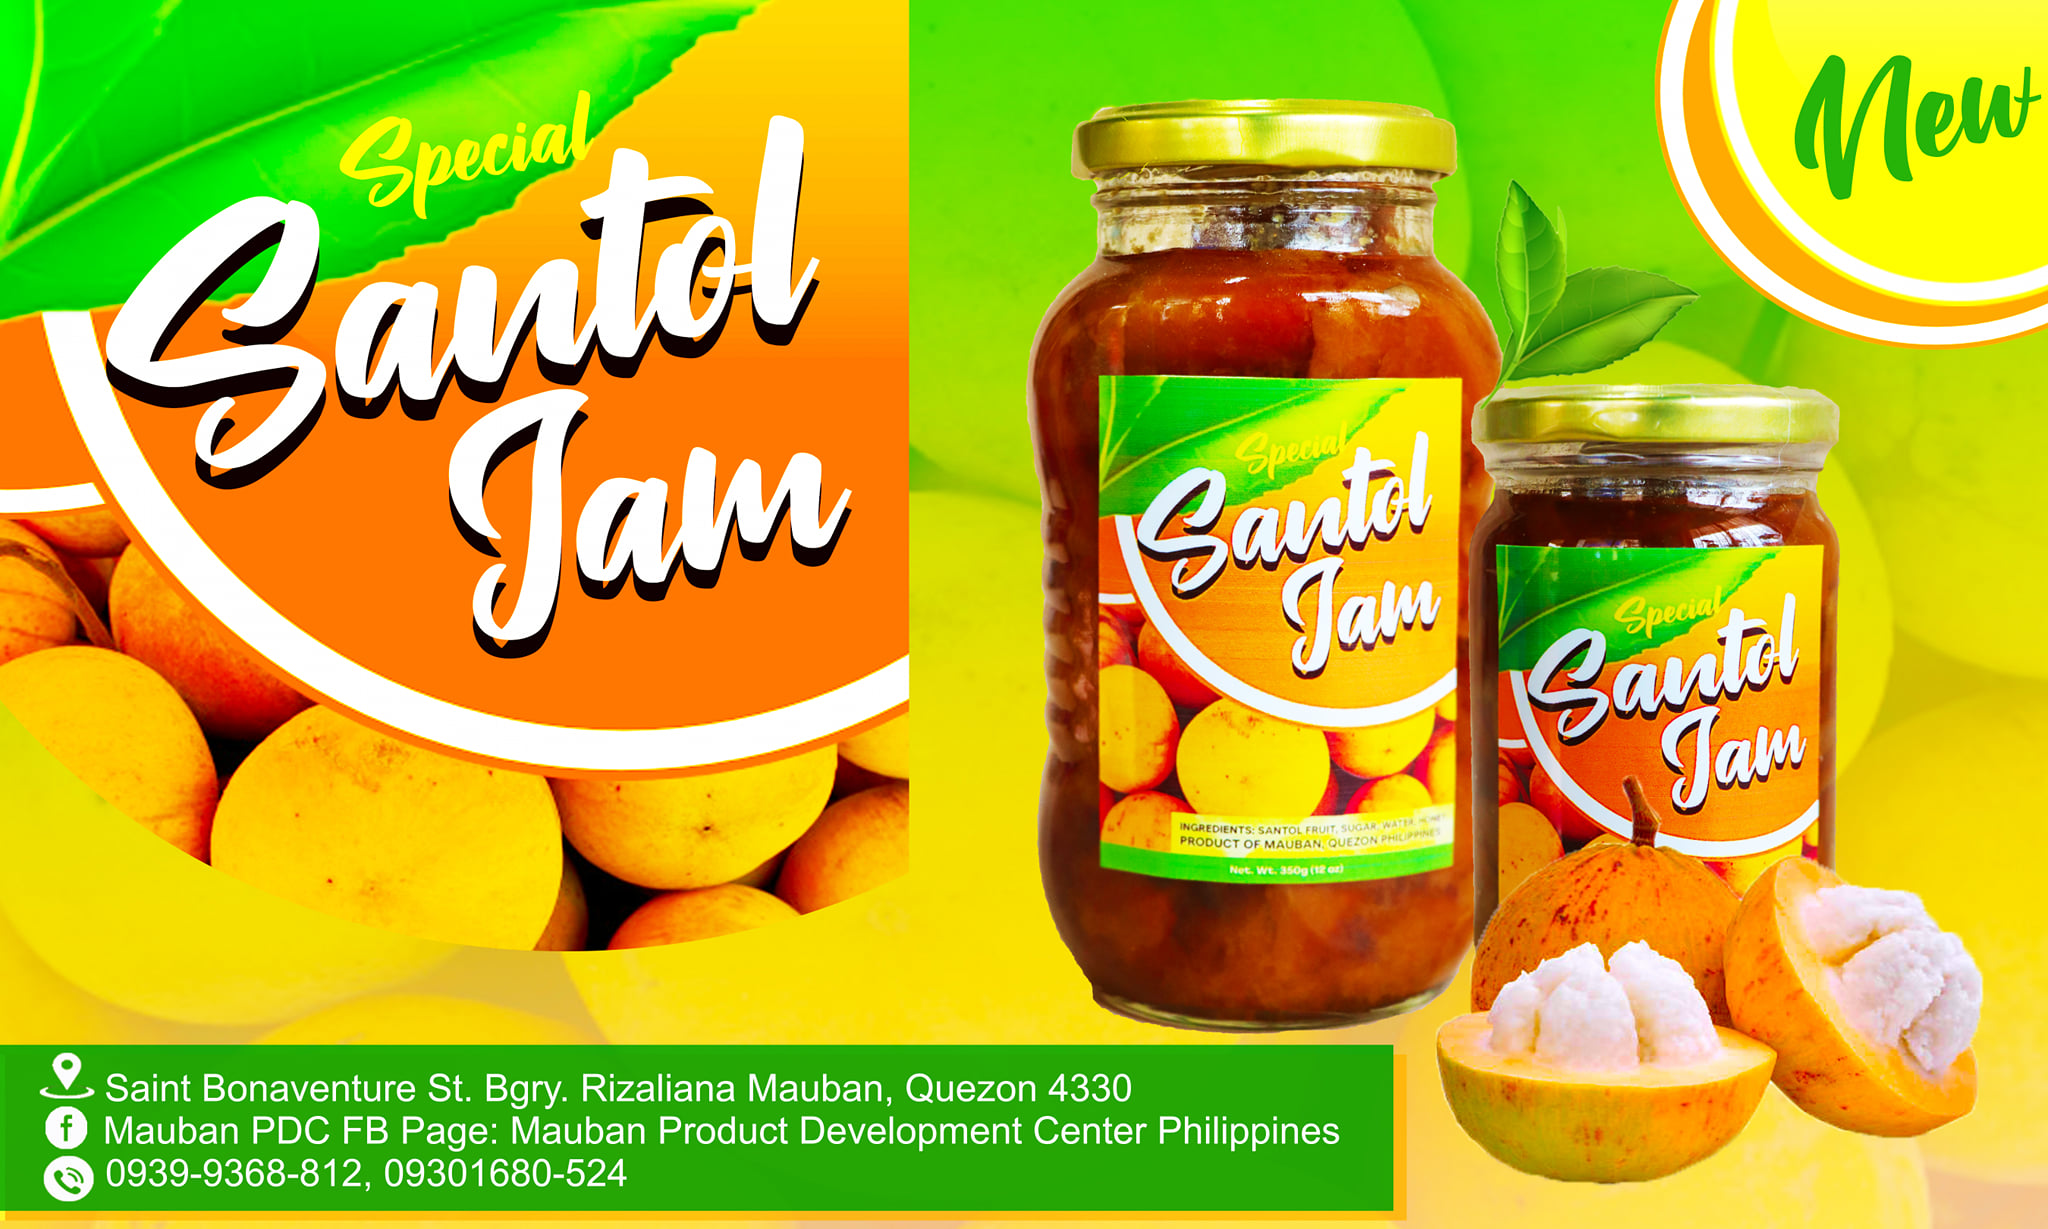 Special
Santol
Jam
New
Special
Santol
Jam
INGREDIENTS: SANTOL FRUIT, SUGAR, WATER, HONEY
PRODUCT OF MAUBAN, QUEZON PHILIPPINES
Net. Wt. 350g (12 oz)
Special
Santol
Jam
Saint Bonaventure St. Bgry. Rizaliana Mauban, Quezon 4330
Mauban PDC FB Page: Mauban Product Development Center Philippines
0939-9368-812, 09301680-524